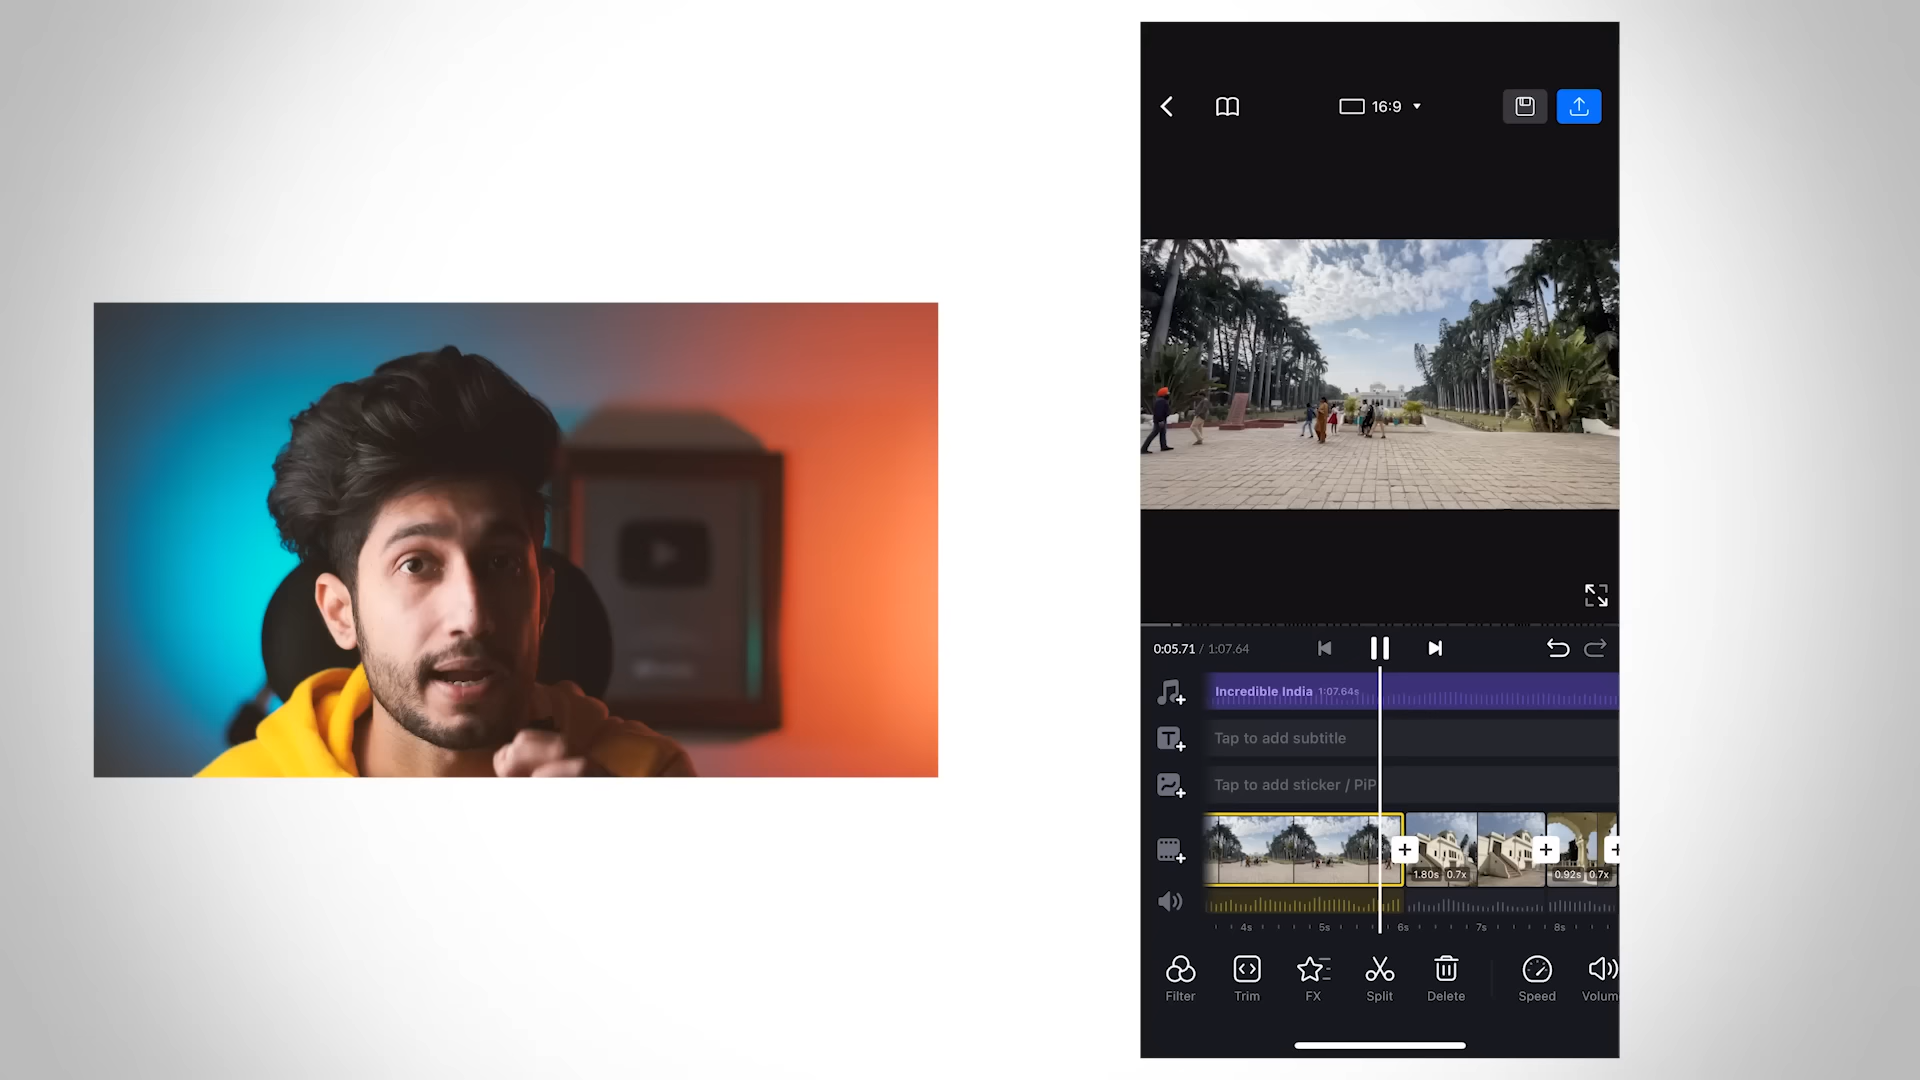 16:9
0:05.71 / 1:07.64
Incredible India 1:07.64s
Tap to add subtitle
Tap to add sticker / PiP
1.80s 0.7x 0.92s 0.7x
4s 5s 6s 7s 8s
Filter Trim FX Split Delete Speed Volum